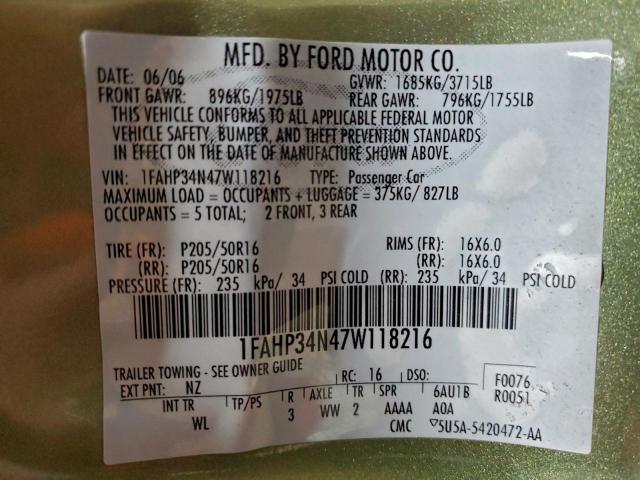 MFD. BY FORD MOTOR CO.
DATE: 06/06 GVWR: 1685KG/3715LB
FRONT GAWR: 896KG/1975LB REAR GAWR: 796KG/1755LB
THIS VEHICLE CONFORMS TO ALL APPLICABLE FEDERAL MOTOR
VEHICLE SAFETY, BUMPER, AND THEFT PREVENTION STANDARDS
IN EFFECT ON THE DATE OF MANUFACTURE SHOWN ABOVE.
VIN: 1FAHP34N47W118216 TYPE: Passenger Car
MAXIMUM LOAD = OCCUPANTS + LUGGAGE = 375KG/ 827LB
OCCUPANTS = 5 TOTAL; 2 FRONT, 3 REAR
TIRE (FR): P205/50R16 RIMS (FR): 16X6.0
(RR): P205/50R16 (RR): 16X6.0
PRESSURE (FR): 235 kPa/ 34 PSI COLD (RR): 235 kPa/ 34 PSI COLD
1FAHP34N47W118216
TRAILER TOWING - SEE OWNER GUIDE
EXT PNT: NZ RC: 16 DSO: F0076
INT TR TP/PS R AXLE TR SPR 6AU1B R0051
WL 3 WW 2 AAAA A0A
CMC ▽5U5A-5420472-AA